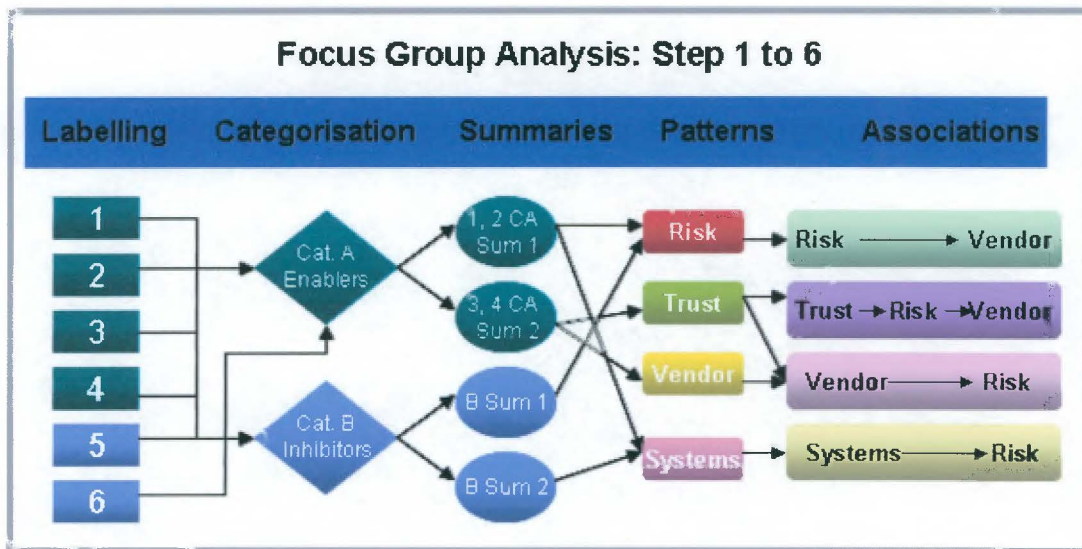 Focus Group Analysis: Step 1 to 6
Labelling Categorisation Summaries Patterns Associations
1
2
3
4
5
6
Cat. A
Enablers
Cat. B
Inhibitors
1, 2 CA
Sum 1
3, 4 CA
Sum 2
B Sum 1
B Sum 2
Risk
Trust
Vendor
Systems
Risk Vendor
Trust Risk Vendor
Vendor Risk
Systems Risk